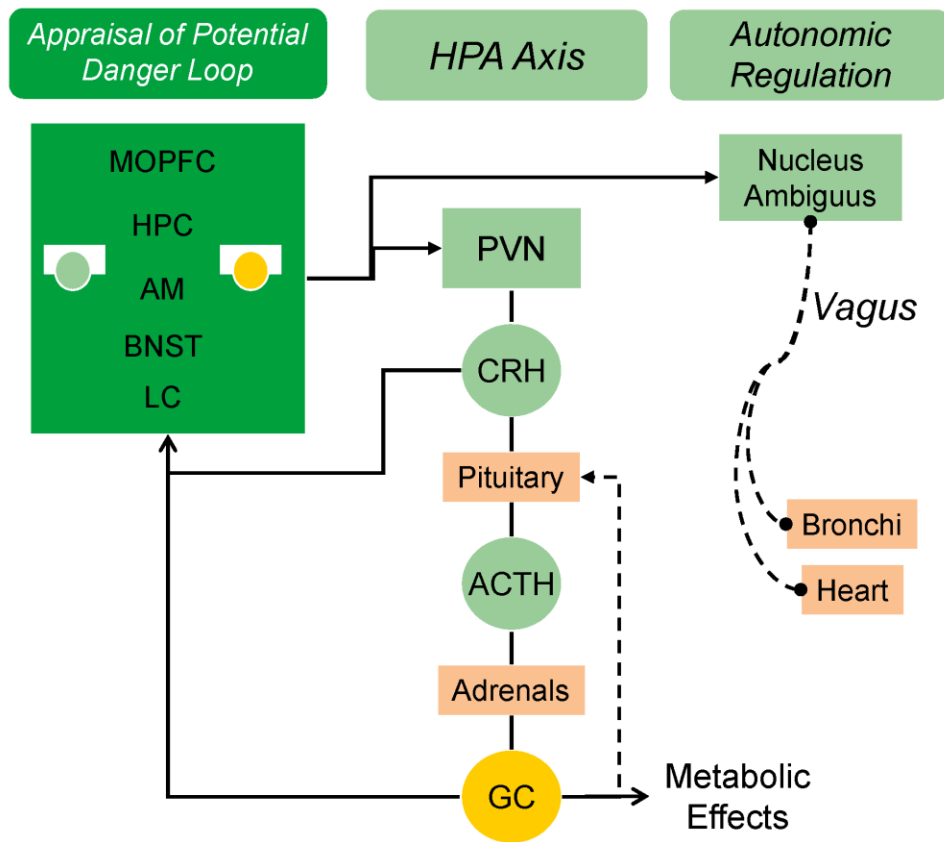 Appraisal of Potential
Danger Loop
HPA Axis
Autonomic
Regulation
MOPFC
HPC
AM
BNST
LC
PVN
CRH
Pituitary
ACTH
Adrenals
GC
Metabolic
Effects
Nucleus
Ambiguus
Vagus
Bronchi
Heart